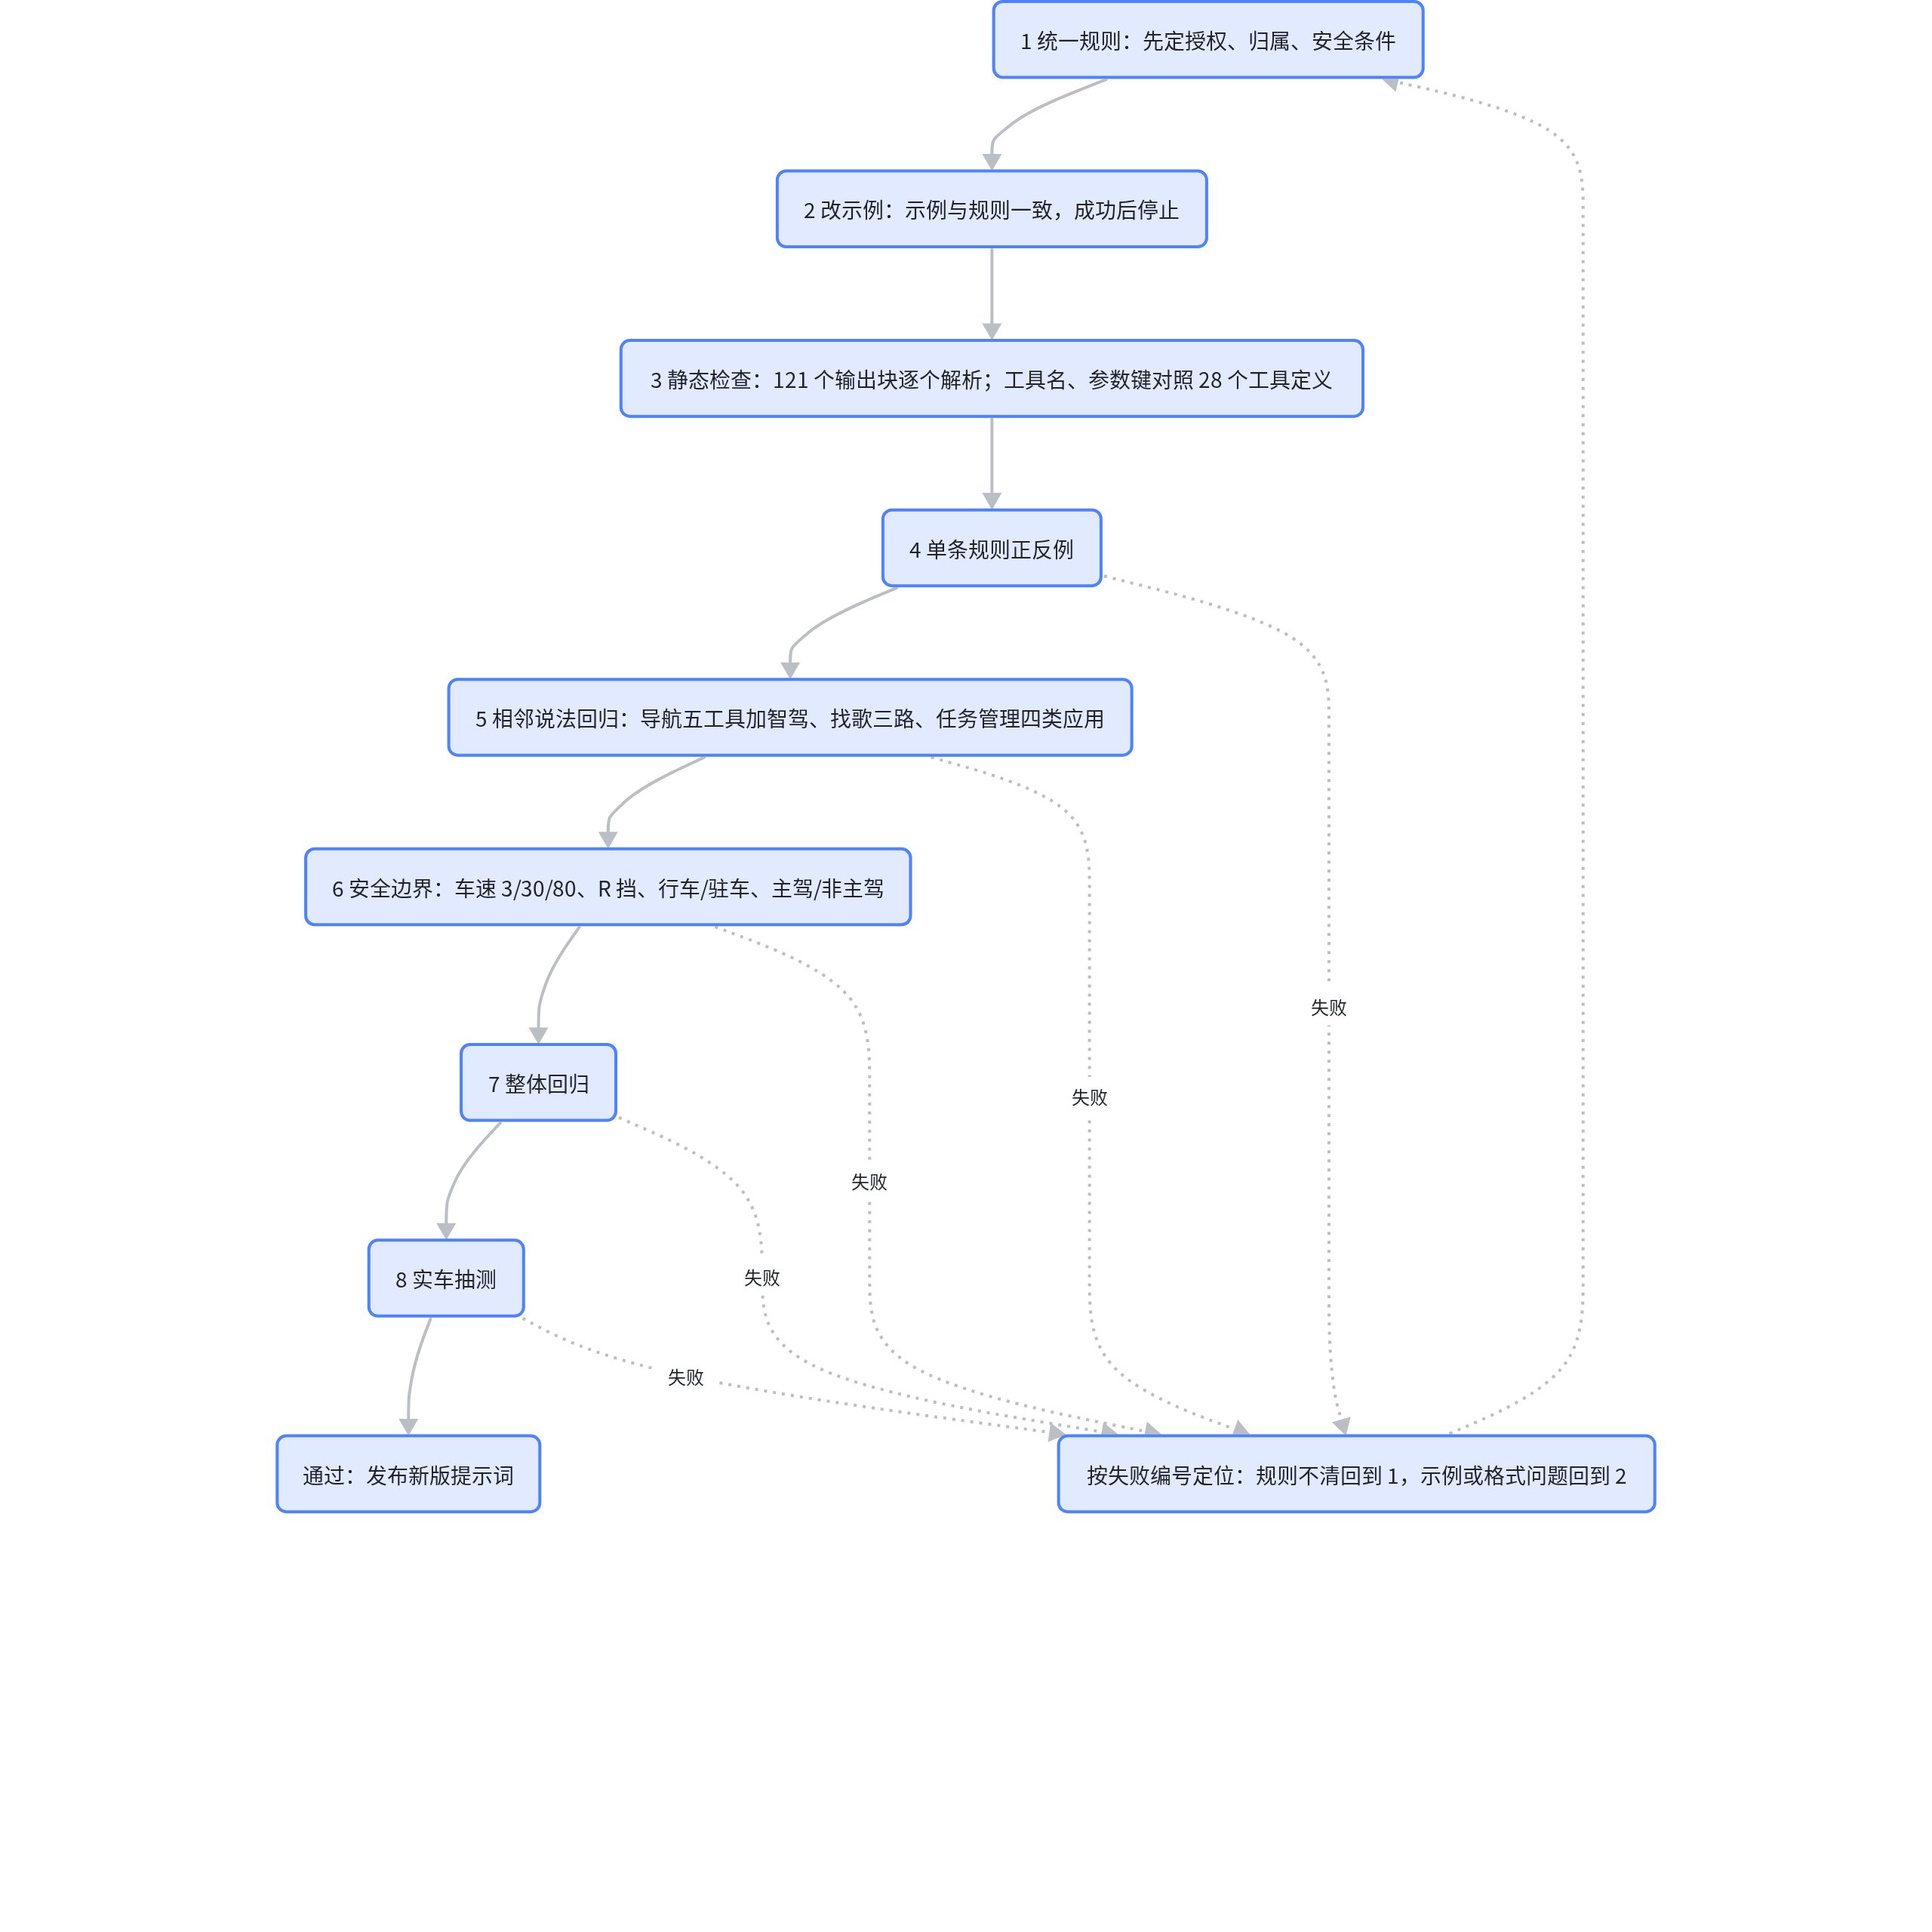 1 统一规则：先定授权、归属、安全条件
2 改示例：示例与规则一致，成功后停止
3 静态检查：121 个输出块逐个解析；工具名、参数键对照 28 个工具定义
4 单条规则正反例
5 相邻说法回归：导航五工具加智驾、找歌三路、任务管理四类应用
6 安全边界：车速 3/30/80、R 挡、行车/驻车、主驾/非主驾
失败
7 整体回归
失败
失败
8 实车抽测
失败
失败
通过：发布新版提示词
按失败编号定位：规则不清回到 1，示例或格式问题回到 2